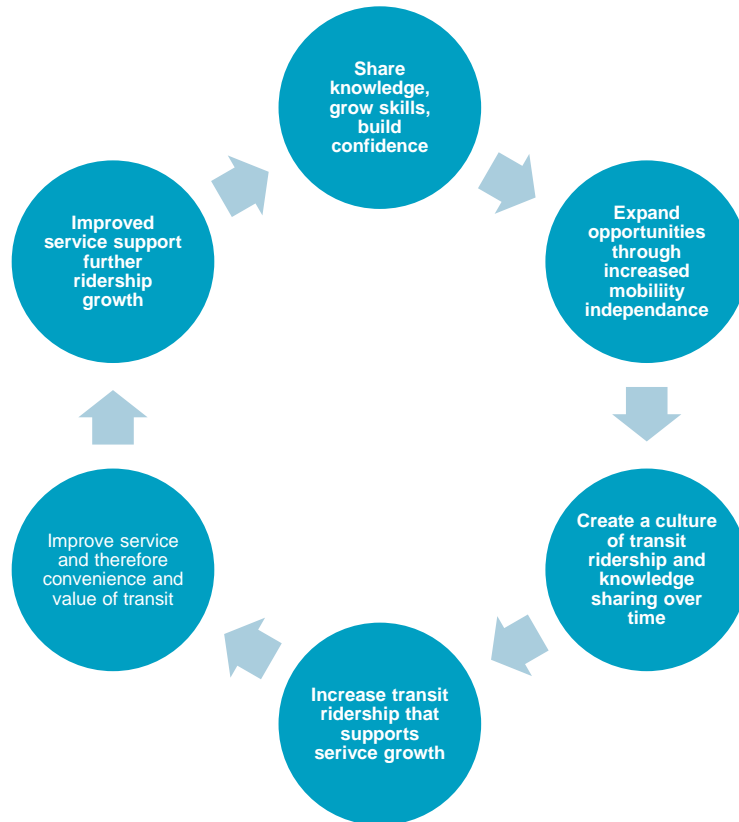 Share
knowledge,
grow skills,
build
confidence
Expand
opportunities
through
increased
mobiliity
independance
Create a culture
of transit
ridership and
knowledge
sharing over
time
Increase transit
ridership that
supports
serivce growth
Improve service
and therefore
convenience and
value of transit
Improved
service support
further
ridership
growth